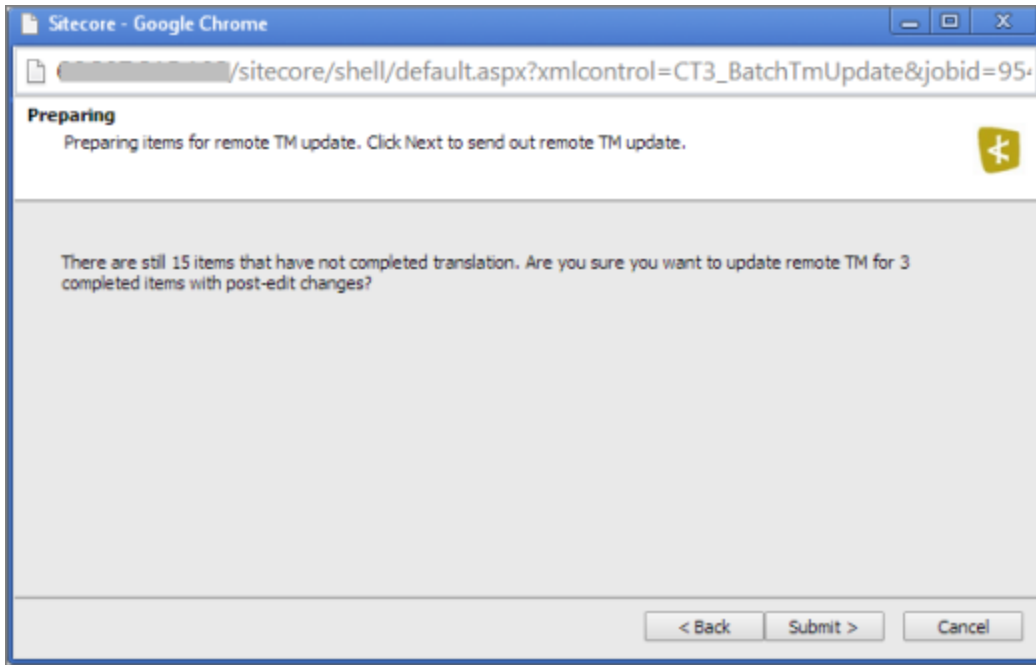 Sitecore - Google Chrome
/sitecore/shell/default.aspx?xmlcontrol=CT3_BatchTmUpdate&jobid=95
Preparing
Preparing items for remote TM update. Click Next to send out remote TM update.
There are still 15 items that have not completed translation. Are you sure you want to update remote TM for 3
completed items with post-edit changes?
< Back
Submit >
Cancel